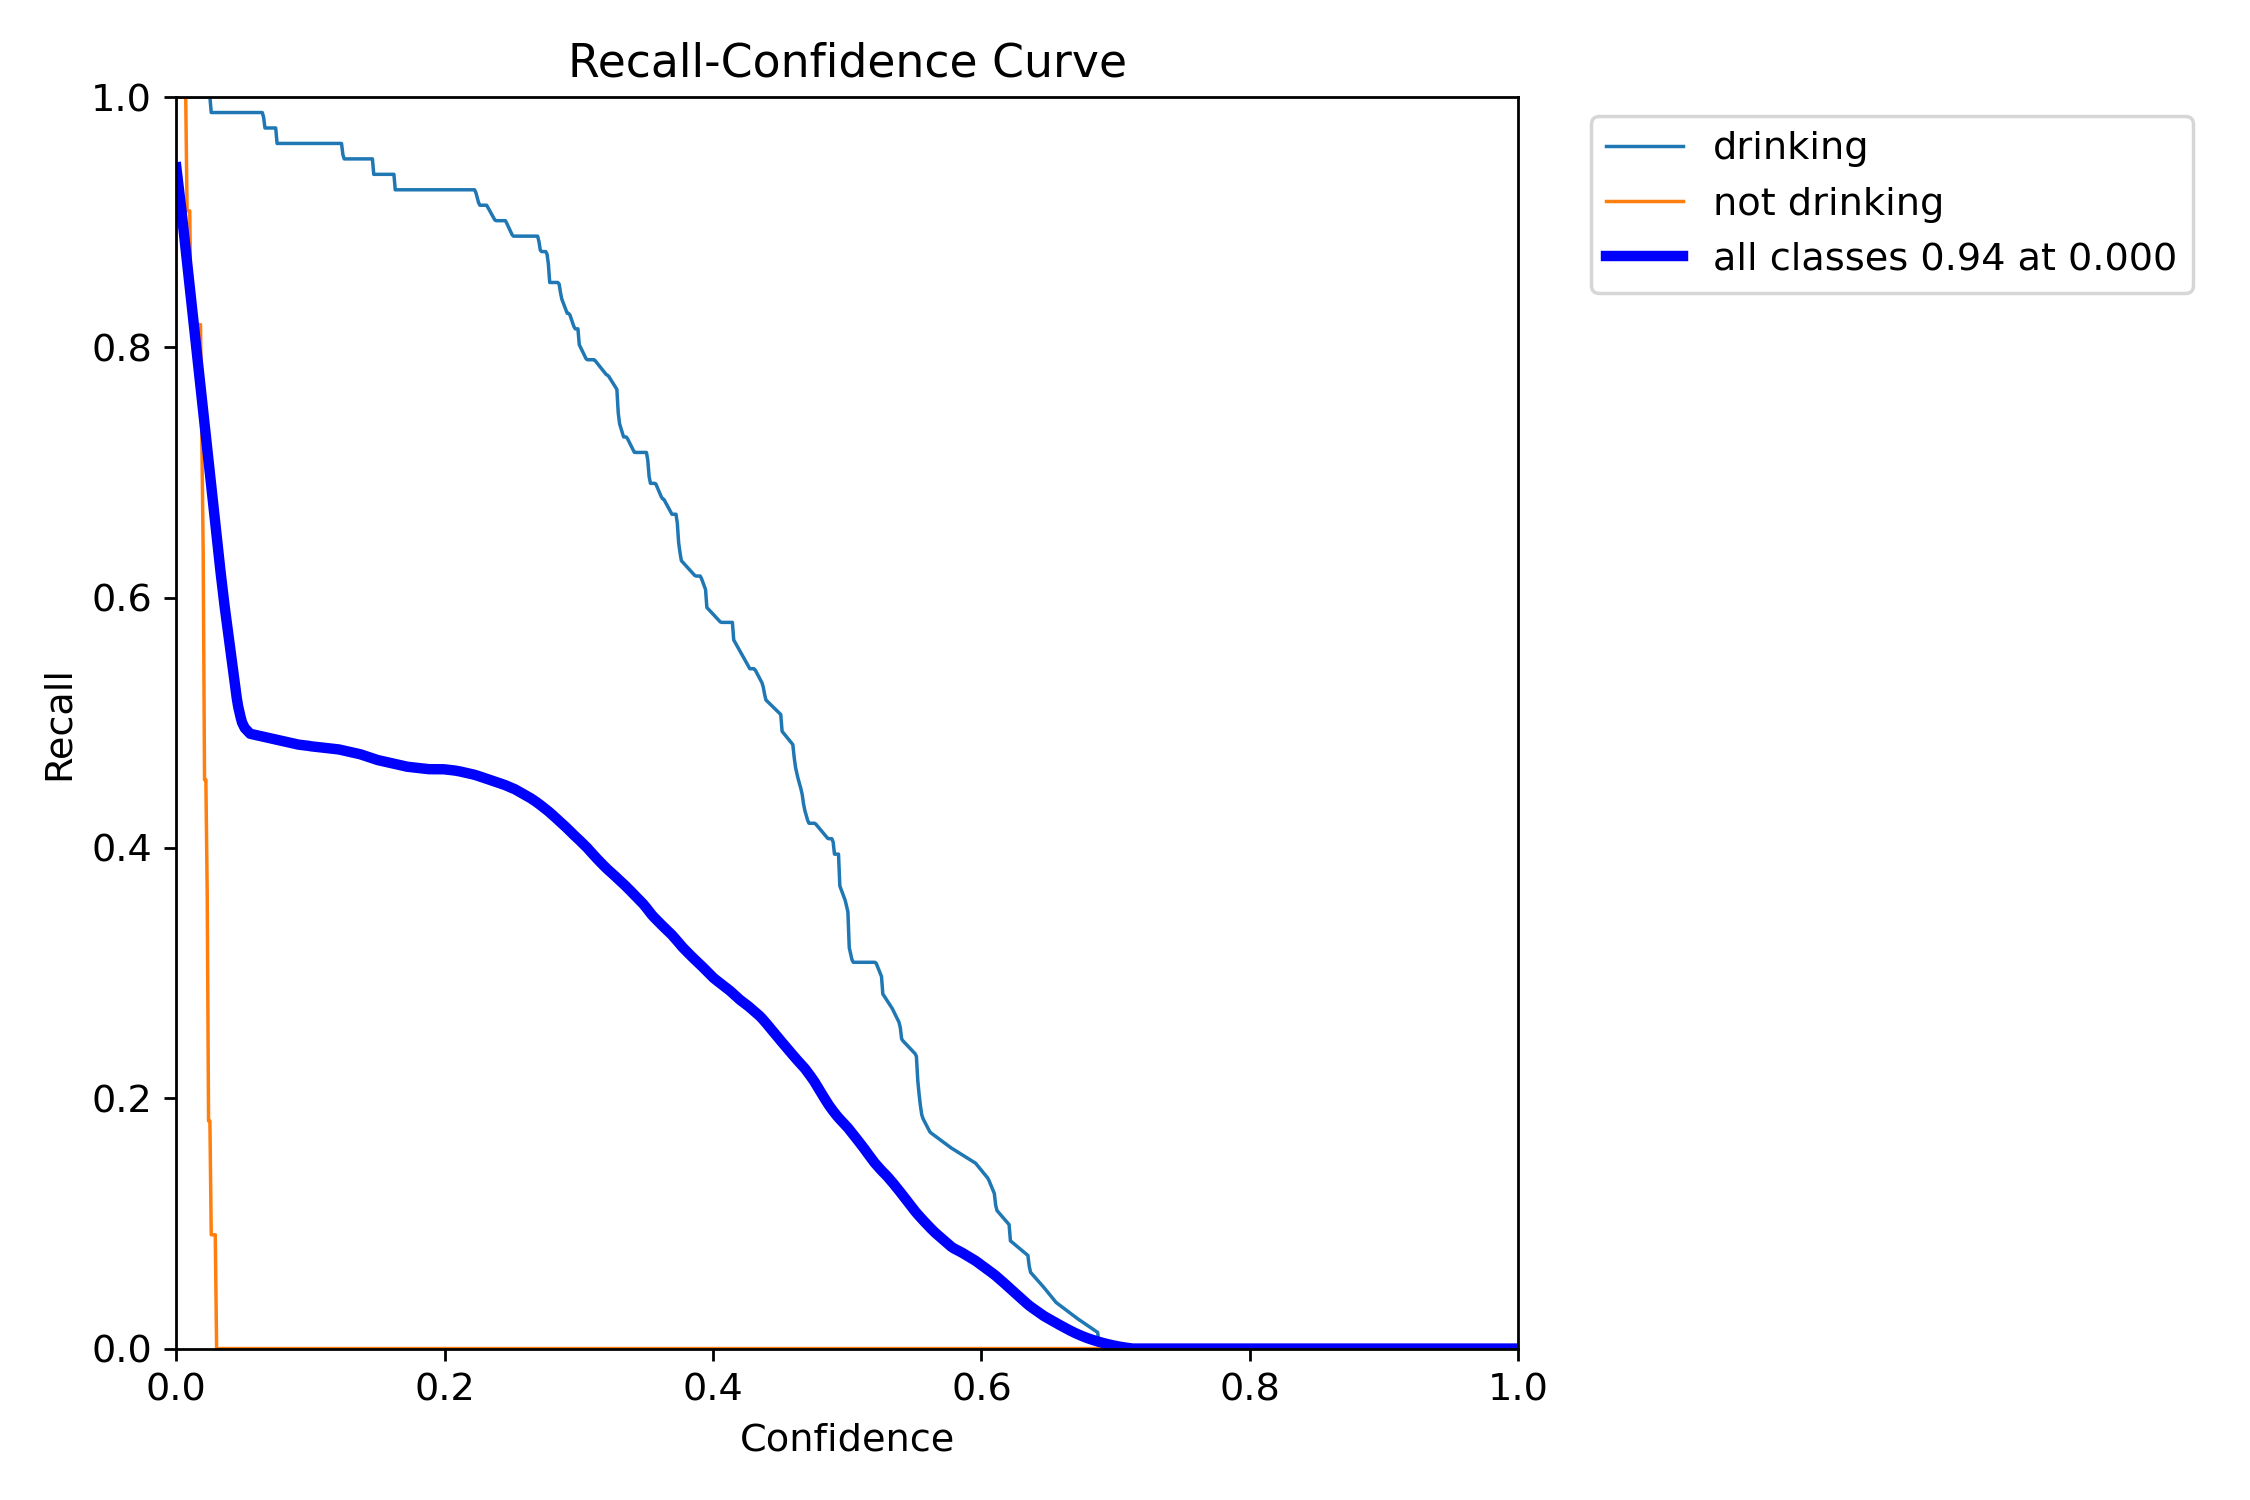 Recall-Confidence Curve
1.0
0.8
0.6
0.4
0.2
0.0
Recall
0.0 0.2 0.4 0.6 0.8 1.0
Confidence
drinking
not drinking
all classes 0.94 at 0.000